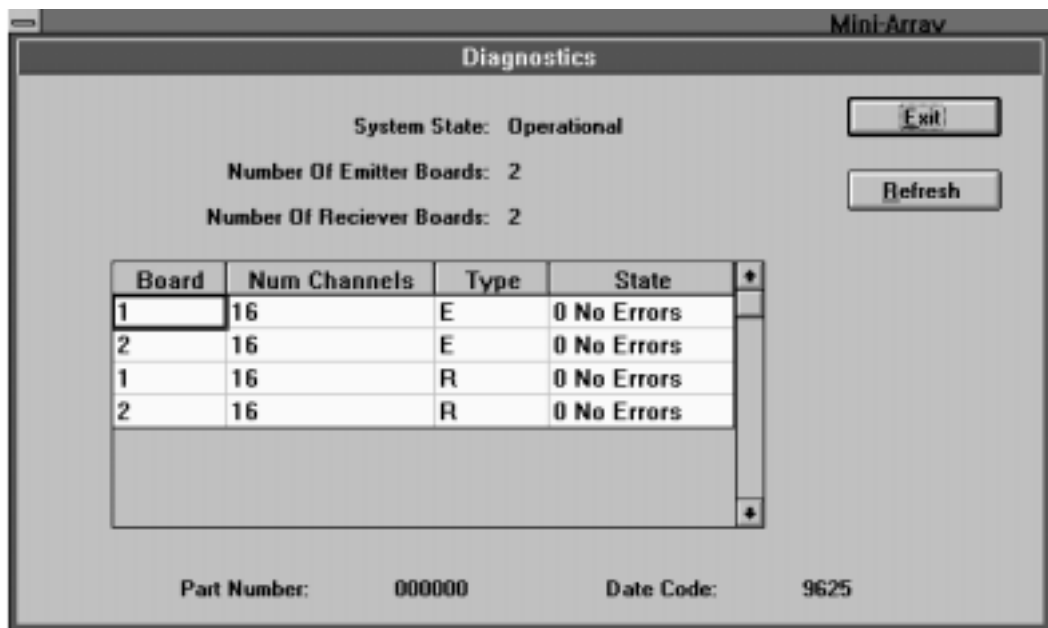 Mini-Array
Diagnostics
System State: Operational
Exit
Number Of Emitter Boards: 2
Refresh
Number Of Reciever Boards: 2
Board Num Channels Type State
1 16 E 0 No Errors
2 16 E 0 No Errors
1 16 R 0 No Errors
2 16 R 0 No Errors
Part Number: 000000 Date Code: 9625